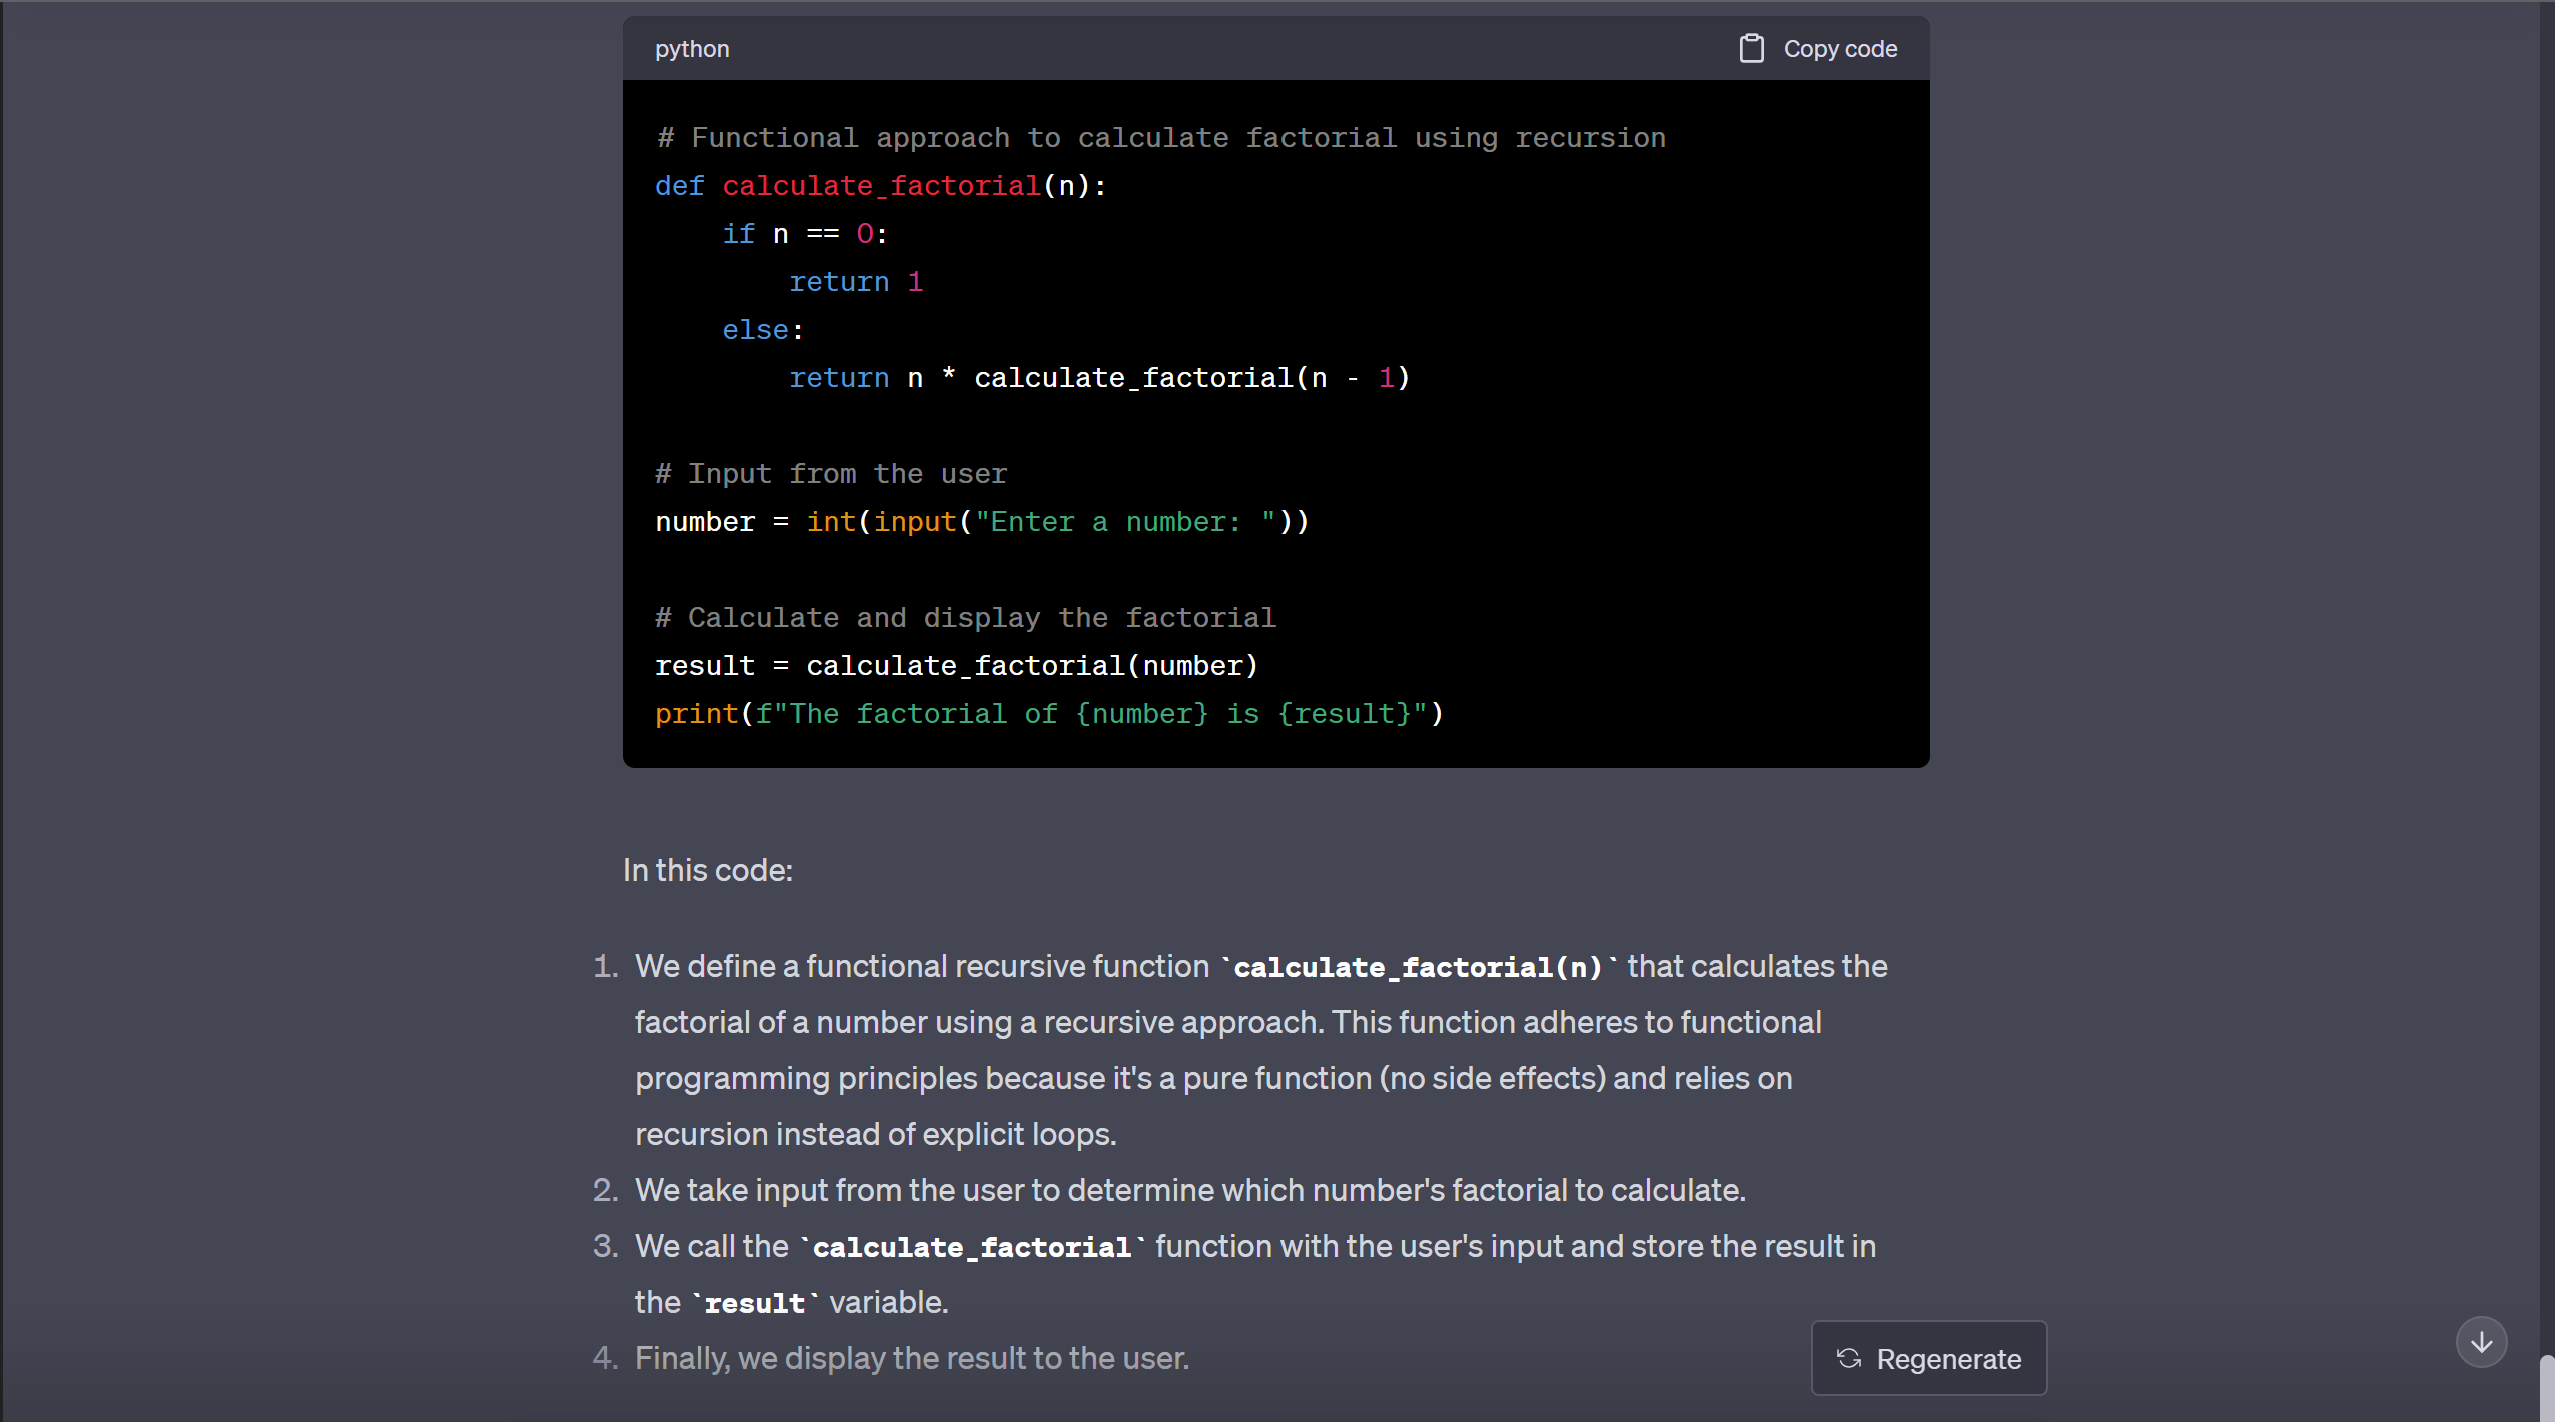 python
Copy code
# Functional approach to calculate factorial using recursion
def calculate_factorial(n):
    if n == 0:
        return 1
    else:
        return n * calculate_factorial(n - 1)
# Input from the user
number = int(input("Enter a number: "))
# Calculate and display the factorial
result = calculate_factorial(number)
print(f"The factorial of {number} is {result}")
In this code:
1. We define a functional recursive function `calculate_factorial(n)` that calculates the
factorial of a number using a recursive approach. This function adheres to functional
programming principles because it's a pure function (no side effects) and relies on
recursion instead of explicit loops.
2. We take input from the user to determine which number's factorial to calculate.
3. We call the `calculate_factorial` function with the user's input and store the result in
the `result` variable.
4. Finally, we display the result to the user.
Regenerate